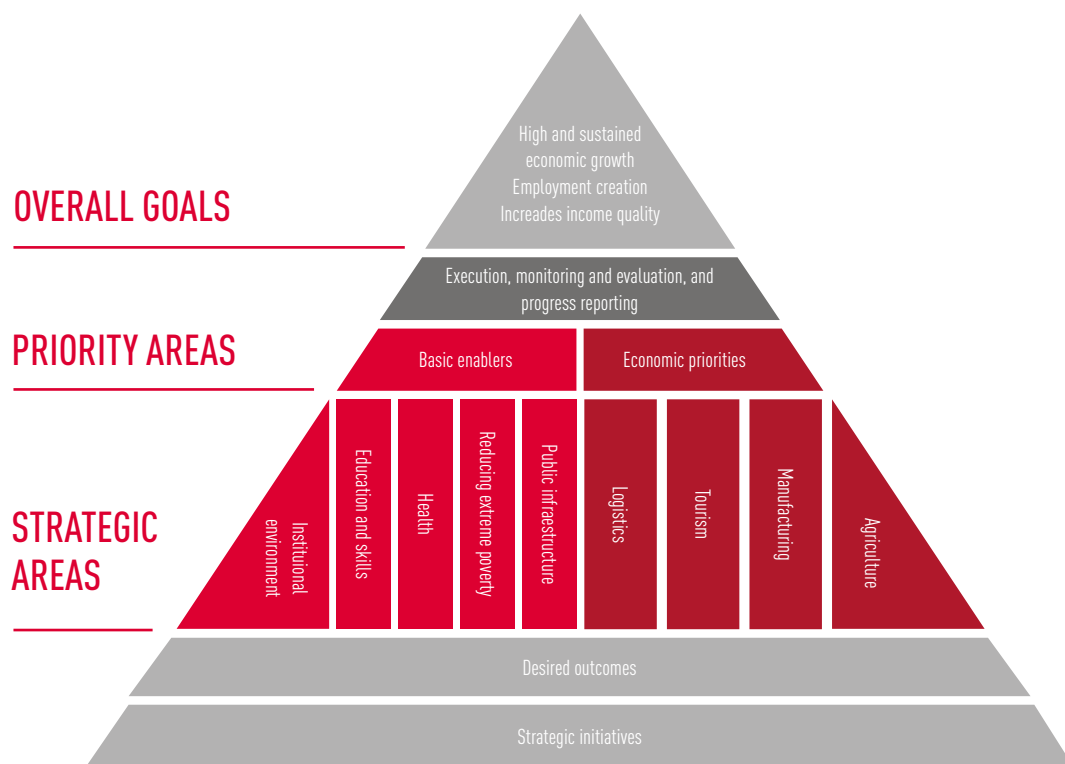 High and sustained
economic growth
Employment creation
Increades income quality
OVERALL GOALS
Execution, monitoring and evaluation, and
progress reporting
PRIORITY AREAS
Basic enablers
Economic priorities
STRATEGIC
AREAS
Instituional
environment
Education and skills
Health
Reducing extreme poverty
Public infraestructure
Logistics
Tourism
Manufacturing
Agriculture
Desired outcomes
Strategic initiatives